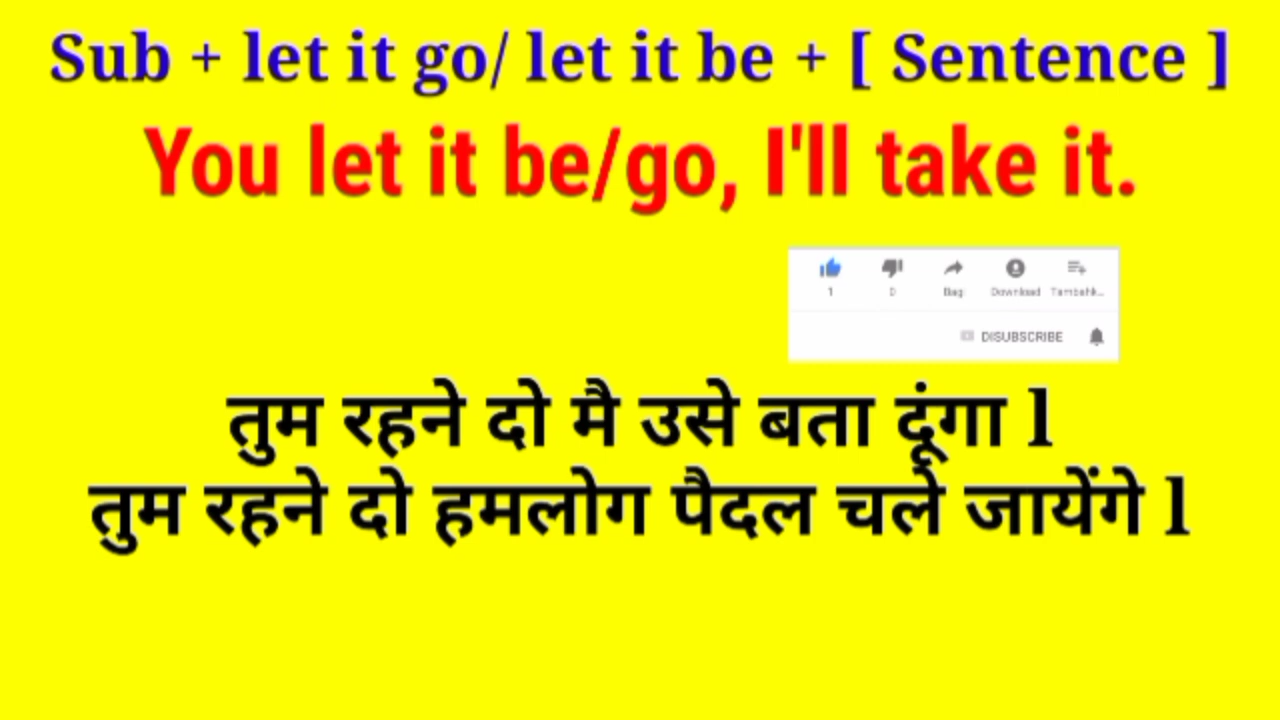 Sub + let it go/ let it be + [ Sentence ]
You let it be/go, I'll take it.
1 0 Bagi Download Tambahk...
DISUBSCRIBE
तुम रहने दो मै उसे बता दूंगा l
तुम रहने दो हमलोग पैदल चले जायेंगे l